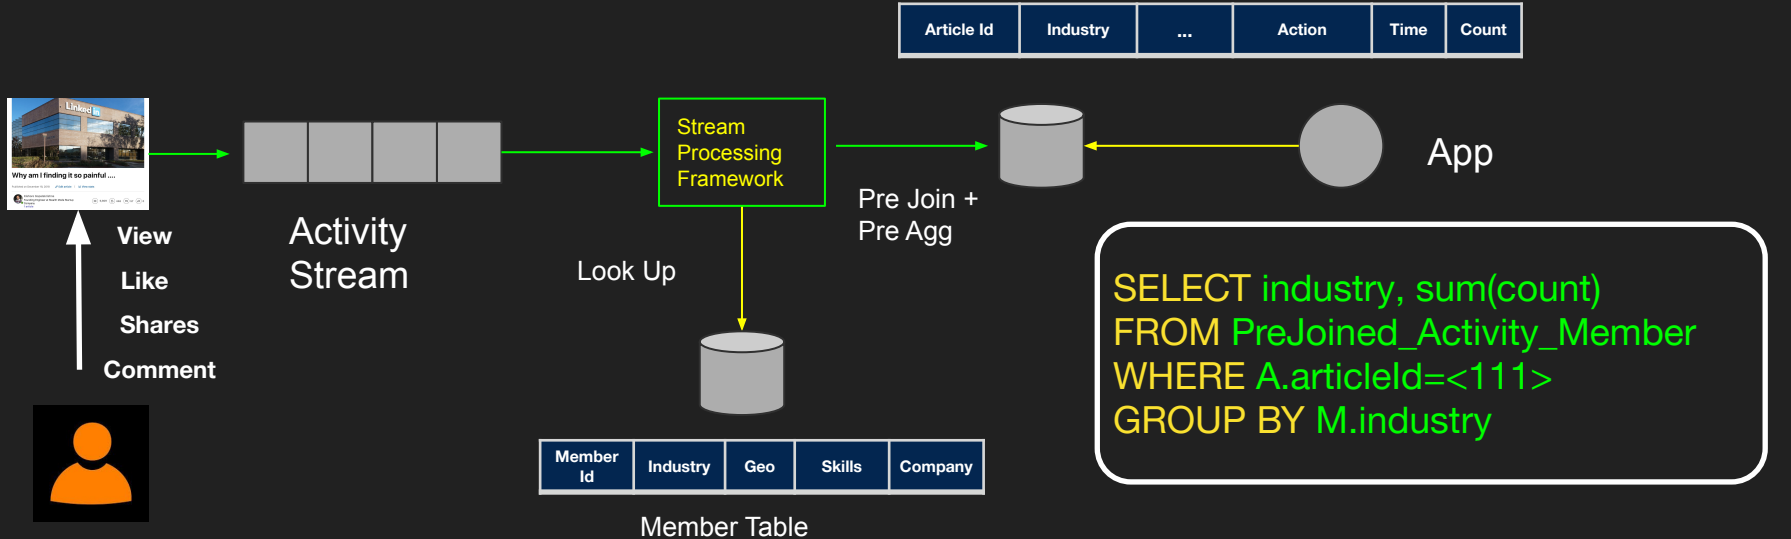 Article Id
Industry
...
Action
Time
Count
Linked in
Why am I finding it so painful ....
View
Like
Shares
Comment
Activity
Stream
Stream
Processing
Framework
Look Up
Pre Join +
Pre Agg
App
Member
Id
Industry
Geo
Skills
Company
Member Table
SELECT industry, sum(count)
FROM PreJoined_Activity_Member
WHERE A.articleId=<111>
GROUP BY M.industry